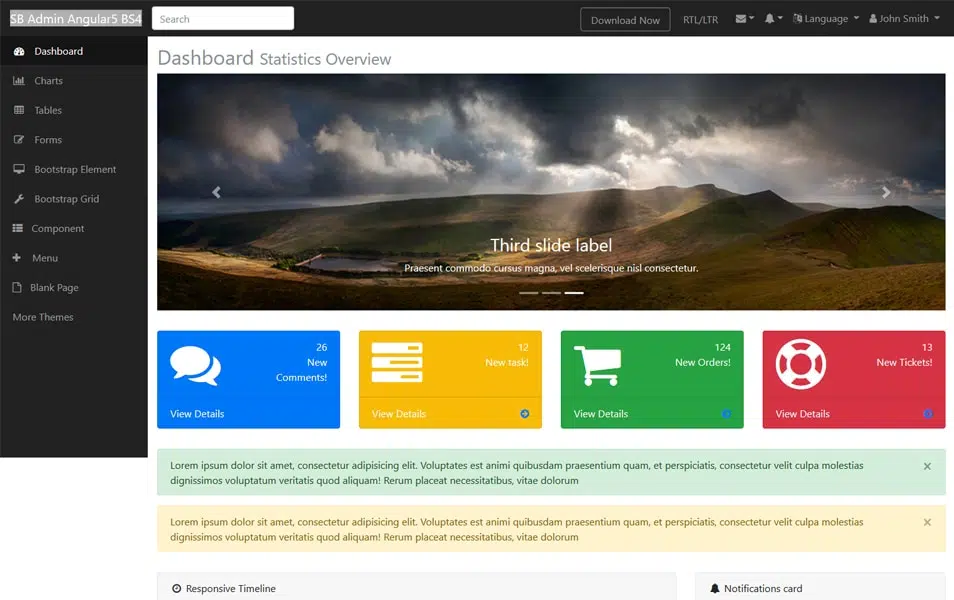 SB Admin Angular5 BS4
Search
Download Now
RTL/LTR
Language
John Smith
Dashboard
Charts
Tables
Forms
Bootstrap Element
Bootstrap Grid
Component
Menu
Blank Page
More Themes
Dashboard Statistics Overview
Third slide label
Praesent commodo cursus magna, vel scelerisque nisl consectetur.
26
New
Comments!
View Details
12
New task!
View Details
124
New Orders!
View Details
13
New Tickets!
View Details
Lorem ipsum dolor sit amet, consectetur adipisicing elit. Voluptates est animi quibusdam praesentium quam, et perspiciatis, consectetur velit culpa molestias
dignissimos voluptatum veritatis quod aliquam! Rerum placeat necessitatibus, vitae dolorum
Lorem ipsum dolor sit amet, consectetur adipisicing elit. Voluptates est animi quibusdam praesentium quam, et perspiciatis, consectetur velit culpa molestias
dignissimos voluptatum veritatis quod aliquam! Rerum placeat necessitatibus, vitae dolorum
Responsive Timeline
Notifications card